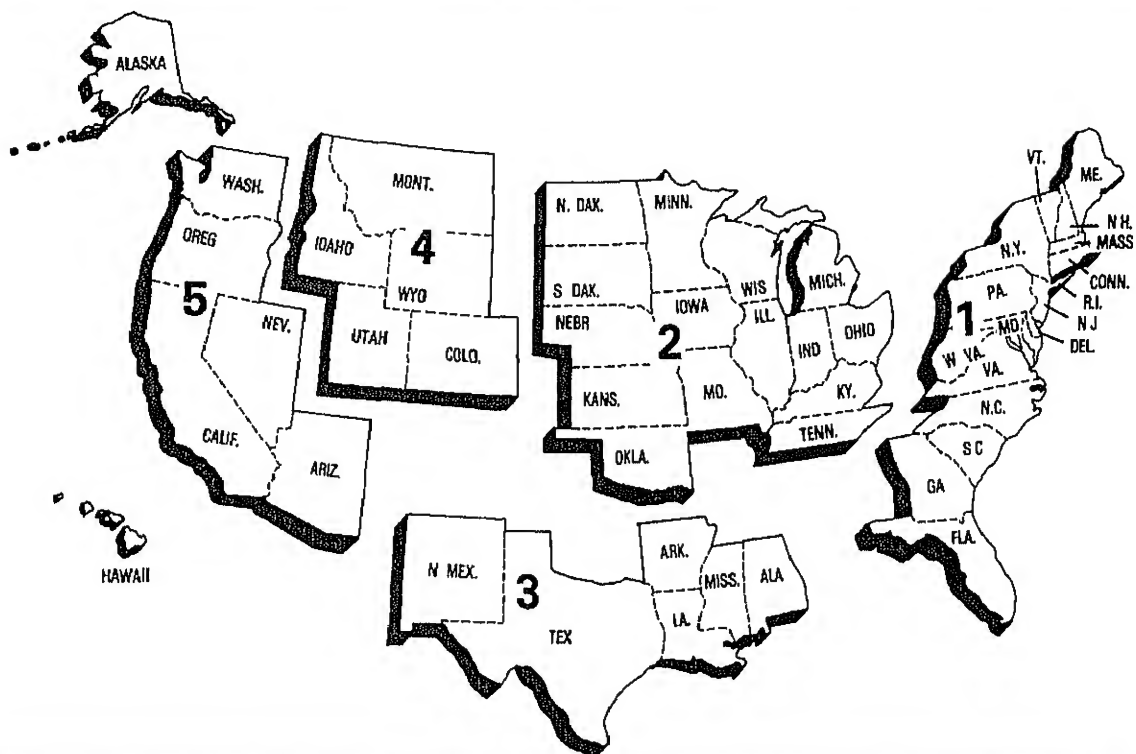 ALASKA
WASH.
OREG
5
NEV.
CALIF.
ARIZ.
HAWAII
MONT.
IDAHO
4
WYO
UTAH
COLO.
N. DAK.
MINN.
S DAK.
WIS
MICH.
NEBR
IOWA
2
ILL.
IND
OHIO
KANS.
MO.
KY.
OKLA.
TENN.
N MEX.
3
TEX
ARK.
LA.
MISS.
ALA
VT.
ME.
N H.
MASS
N.Y.
CONN.
PA.
R.I.
1
N J
MD.
DEL.
W VA.
VA.
N.C.
S C
GA
FLA.